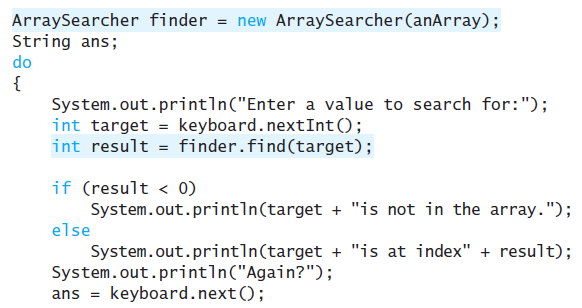 ArraySearcher finder = new ArraySearcher(anArray);
String ans;
do
{
    System.out.println("Enter a value to search for:");
    int target = keyboard.nextInt();
    int result = finder.find(target);

    if (result < 0)
        System.out.println(target + "is not in the array.");
    else
        System.out.println(target + "is at index" + result);
    System.out.println("Again?");
    ans = keyboard.next();